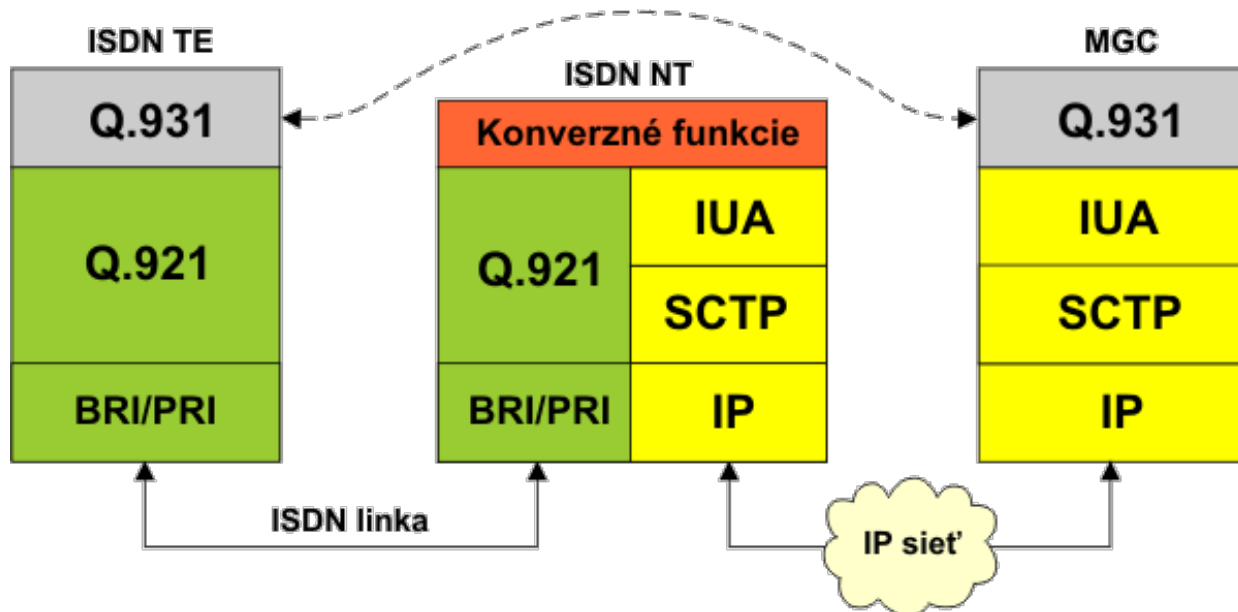 ISDN TE
Q.931
Q.921
BRI/PRI
ISDN NT
Konverzné funkcie
Q.921
BRI/PRI
IUA
SCTP
IP
MGC
Q.931
IUA
SCTP
IP
ISDN linka
IP sieť